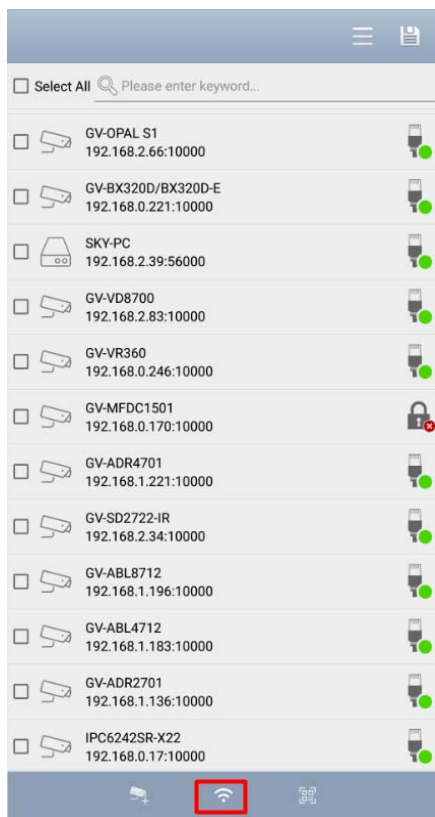 Select All Please enter keyword...
GV-OPAL S1
192.168.2.66:10000
GV-BX320D/BX320D-E
192.168.0.221:10000
SKY-PC
192.168.2.39:56000
GV-VD8700
192.168.2.83:10000
GV-VR360
192.168.0.246:10000
GV-MFDC1501
192.168.0.170:10000
GV-ADR4701
192.168.1.221:10000
GV-SD2722-IR
192.168.2.34:10000
GV-ABL8712
192.168.1.196:10000
GV-ABL4712
192.168.1.183:10000
GV-ADR2701
192.168.1.136:10000
IPC6242SR-X22
192.168.0.17:10000